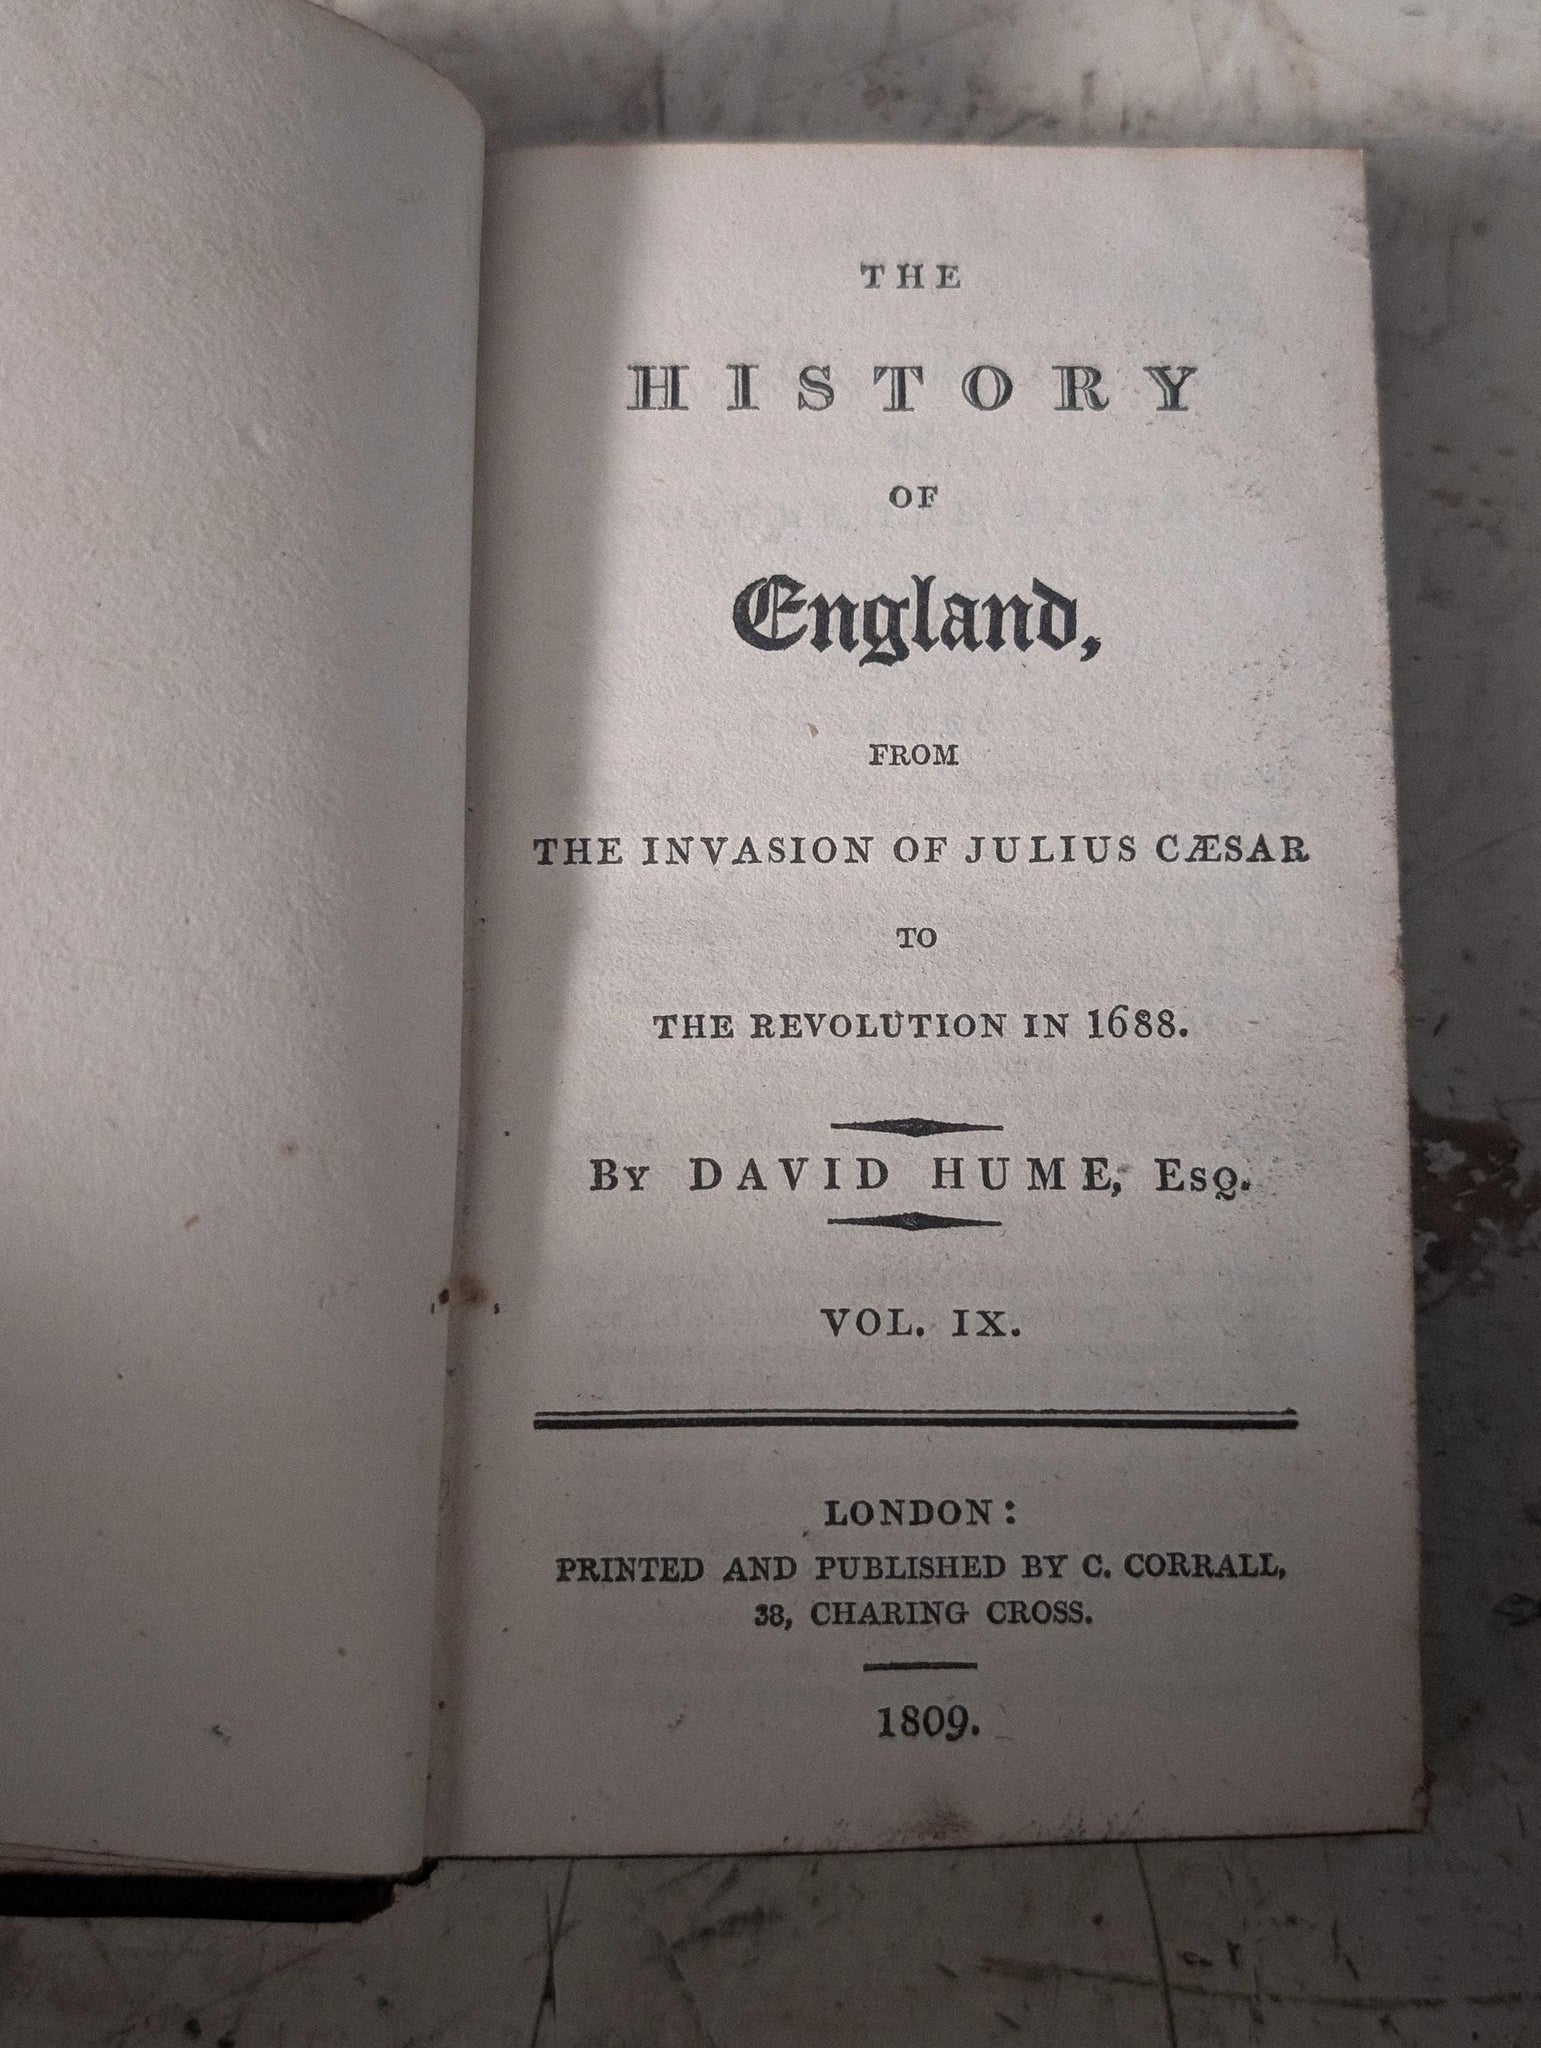 THE
HISTORY
OF
England,
FROM
THE INVASION OF JULIUS CÆSAR
TO
THE REVOLUTION IN 1688.
By DAVID HUME, Esq.
VOL. IX.
LONDON:
PRINTED AND PUBLISHED BY C. CORRALL,
38, CHARING CROSS.
1809.